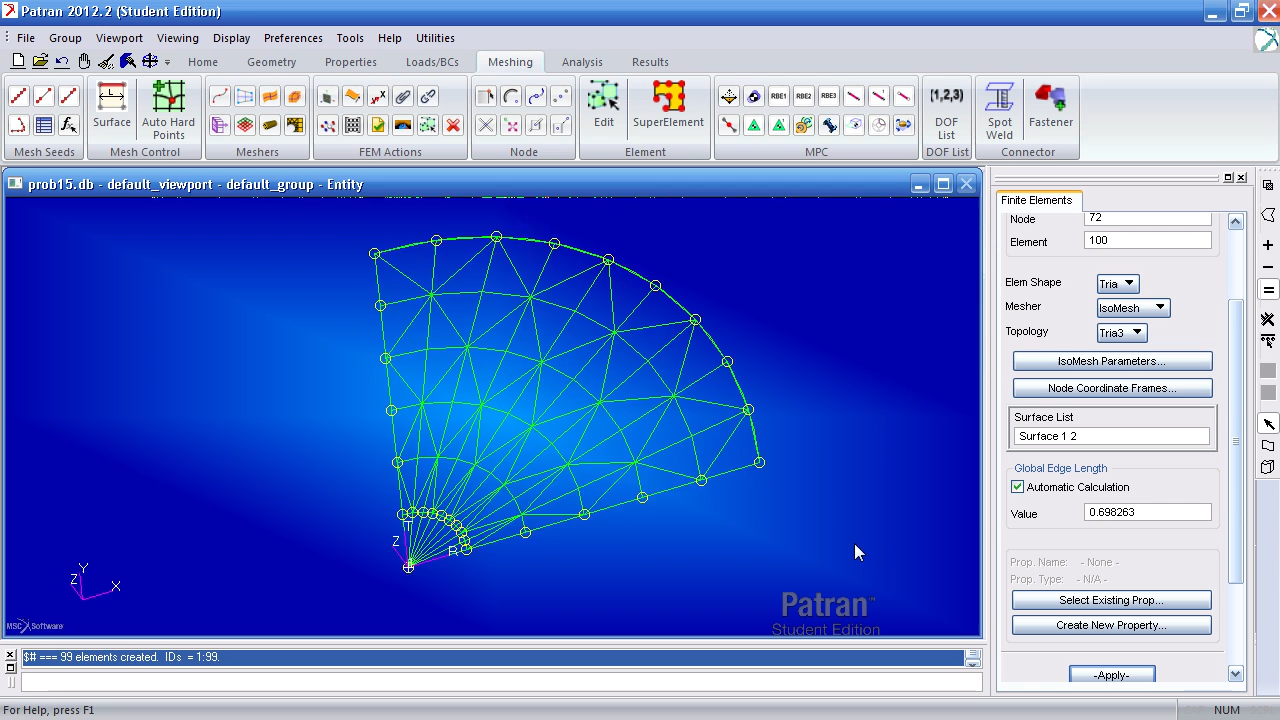 Patran 2012.2 (Student Edition)
File Group Viewport Viewing Display Preferences Tools Help Utilities
Home Geometry Properties Loads/BCs Meshing Analysis Results
RBE1 RBE2 RBE3
Surface
Auto Hard Points
Edit
SuperElement
[1,2,3]
DOF List
Spot Weld
Fastener
Mesh Seeds Mesh Control Meshers FEM Actions Node Element MPC DOF List Connector
prob15.db - default_viewport - default_group - Entity
Finite Elements
Node 72
Element 100
Elem Shape Tria
Mesher IsoMesh
Topology Tria3
IsoMesh Parameters...
Node Coordinate Frames...
Surface List
Surface 1 2
Global Edge Length
Automatic Calculation
Value 0.698263
Prop. Name: - None -
Prop. Type: - N/A -
Select Existing Prop...
Create New Property...
-Apply-
T
Z
R
Y
Z
X
MSC Software
Patran™
Student Edition
$# === 99 elements created. IDs = 1:99.
For Help, press F1
NUM